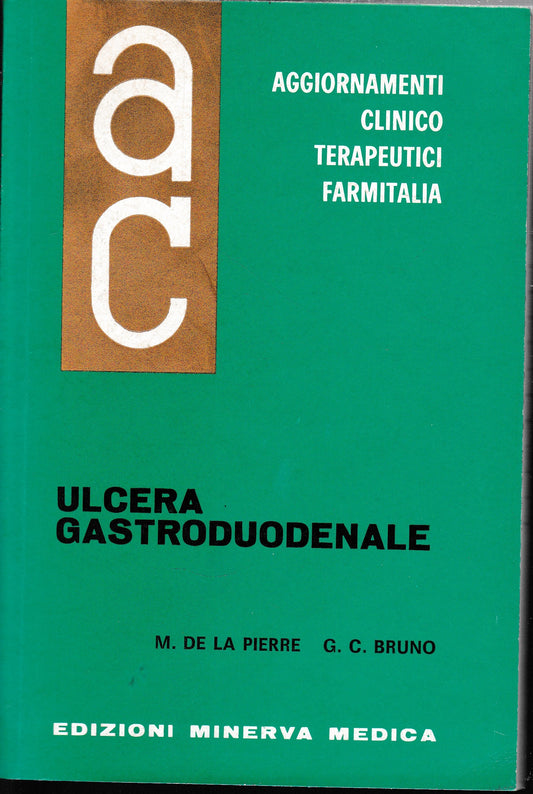 ac
AGGIORNAMENTI
CLINICO
TERAPEUTICI
FARMITALIA
ULCERA
GASTRODUODENALE
M. DE LA PIERRE G. C. BRUNO
EDIZIONI MINERVA MEDICA